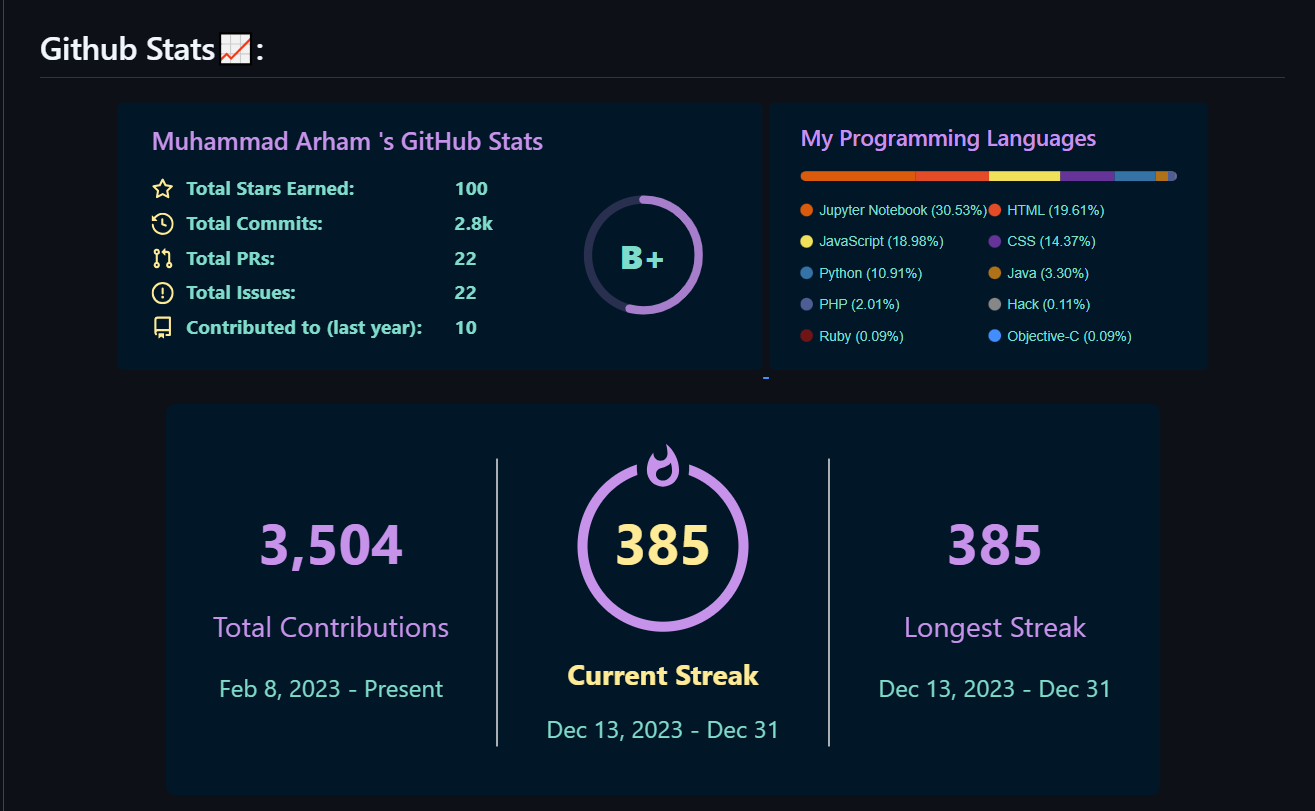 Github Stats📈:
Muhammad Arham 's GitHub Stats
Total Stars Earned: 100
Total Commits: 2.8k
Total PRs: 22
Total Issues: 22
Contributed to (last year): 10
B+
My Programming Languages
Jupyter Notebook (30.53%) HTML (19.61%)
JavaScript (18.98%) CSS (14.37%)
Python (10.91%) Java (3.30%)
PHP (2.01%) Hack (0.11%)
Ruby (0.09%) Objective-C (0.09%)
3,504
Total Contributions
Feb 8, 2023 - Present
385
Current Streak
Dec 13, 2023 - Dec 31
385
Longest Streak
Dec 13, 2023 - Dec 31